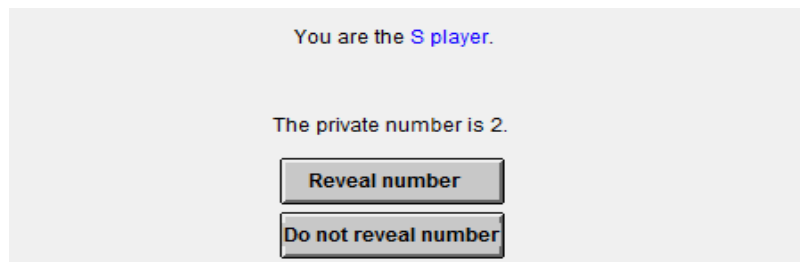 You are the S player.
The private number is 2.
Reveal number
Do not reveal number